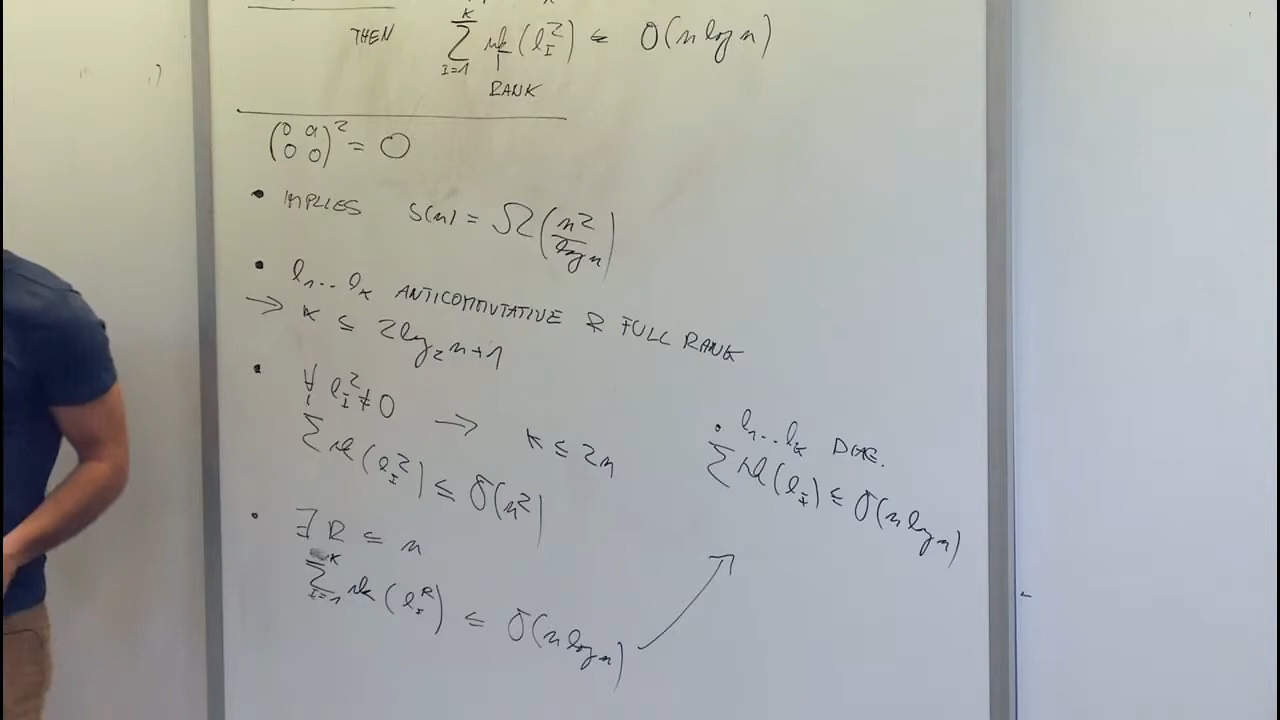 THEN
K
∑ rk(l_I^2) ≤ O(n log n)
I=1
RANK
(0 a
0 0)^2 = 0
• IMPLIES S(n) = Ω(n^2 / log n)
• l_1 ... l_K ANTICOMMUTATIVE & FULL RANK
→ K ≤ 2 log_2 n + 1
• ∀ l_I^2 ≠ 0 → K ≤ 2n
I
∑ rk(l_I^2) ≤ O(n^2)
• ∃ R ≤ n
K
∑ rk(l_I^R) ≤ O(n log n)
I=1
• l_1 ... l_K DIAG.
∑ rk(l_I) ≤ O(n log n)